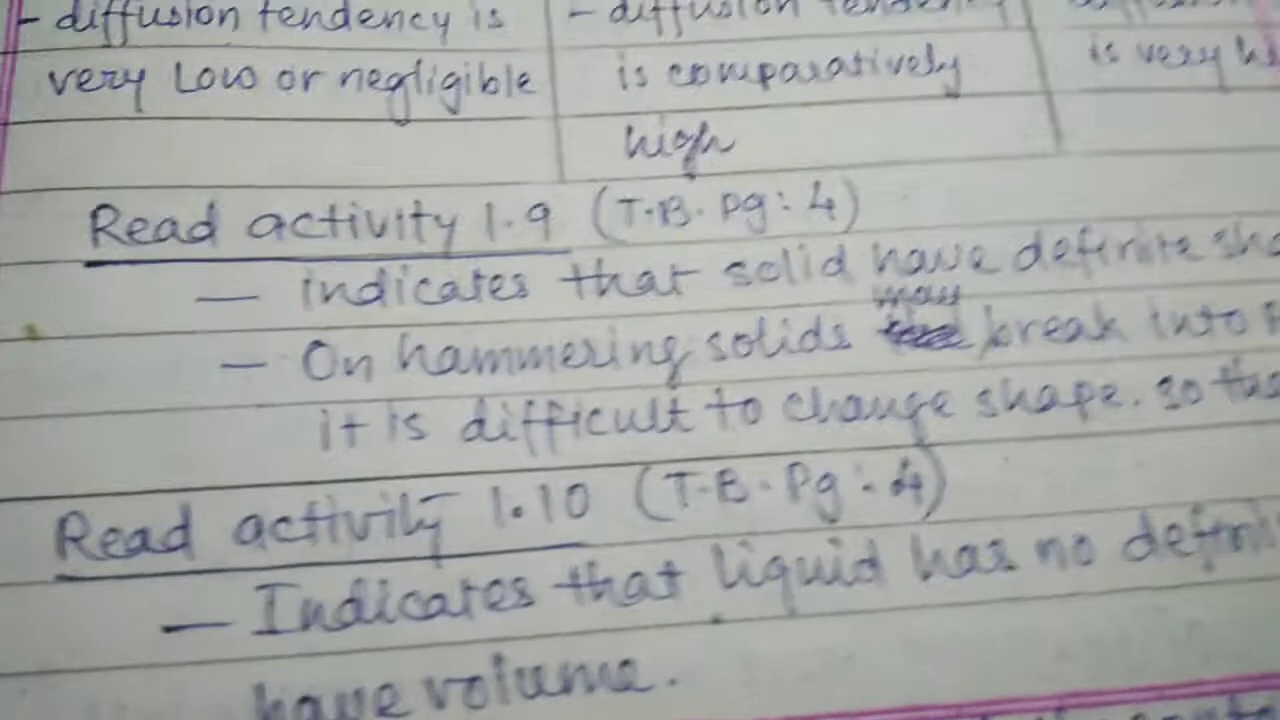 - diffusion tendency is - diffusion tendency
very Low or negligible is comparatively is very
high
Read activity 1.9 (T.B. pg: 4)
— indicates that solid have definite
may
— On hammering solids break into
it is difficult to change shape. so
Read activity 1.10 (T.B. Pg: 4)
— Indicates that liquid has no
have volume.